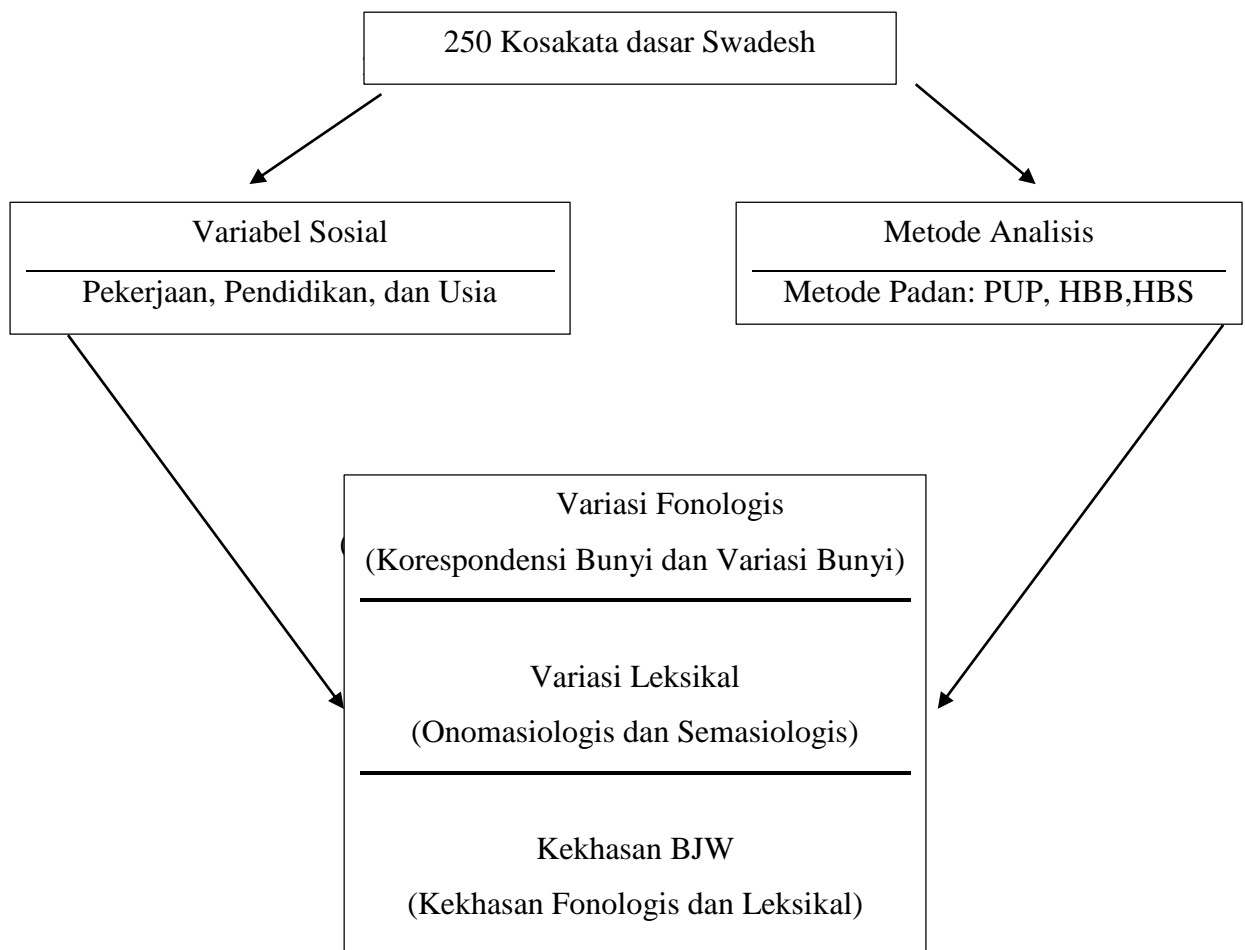 250 Kosakata dasar Swadesh
Variabel Sosial
Pekerjaan, Pendidikan, dan Usia
Metode Analisis
Metode Padan: PUP, HBB,HBS
Variasi Fonologis
(Korespondensi Bunyi dan Variasi Bunyi)
Variasi Leksikal
(Onomasiologis dan Semasiologis)
Kekhasan BJW
(Kekhasan Fonologis dan Leksikal)